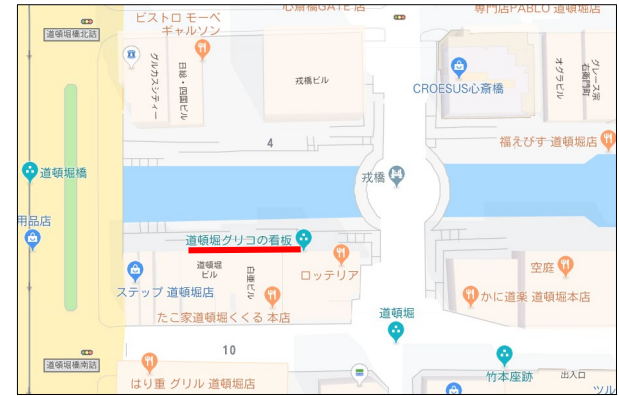 心斎橋GATE 店
専門店PABLO 道頓堀店
ビストロ モーベ
ギャルソン
道頓堀橋北詰
グルカスシティー
日総・四国ビル
戎橋ビル
CROESUS心斎橋
オグラビル
グレース宗
右衛門町
4
福えびす 道頓堀店
道頓堀橋
戎橋
用品店
道頓堀グリコの看板
道頓堀
ビル
日亜ビル
ロッテリア
空庭
ステップ 道頓堀店
かに道楽 道頓堀本店
たこ家道頓堀くくる 本店
道頓堀
10
道頓堀橋南詰
はり重 グリル 道頓堀店
竹本座跡
出入口
ツル